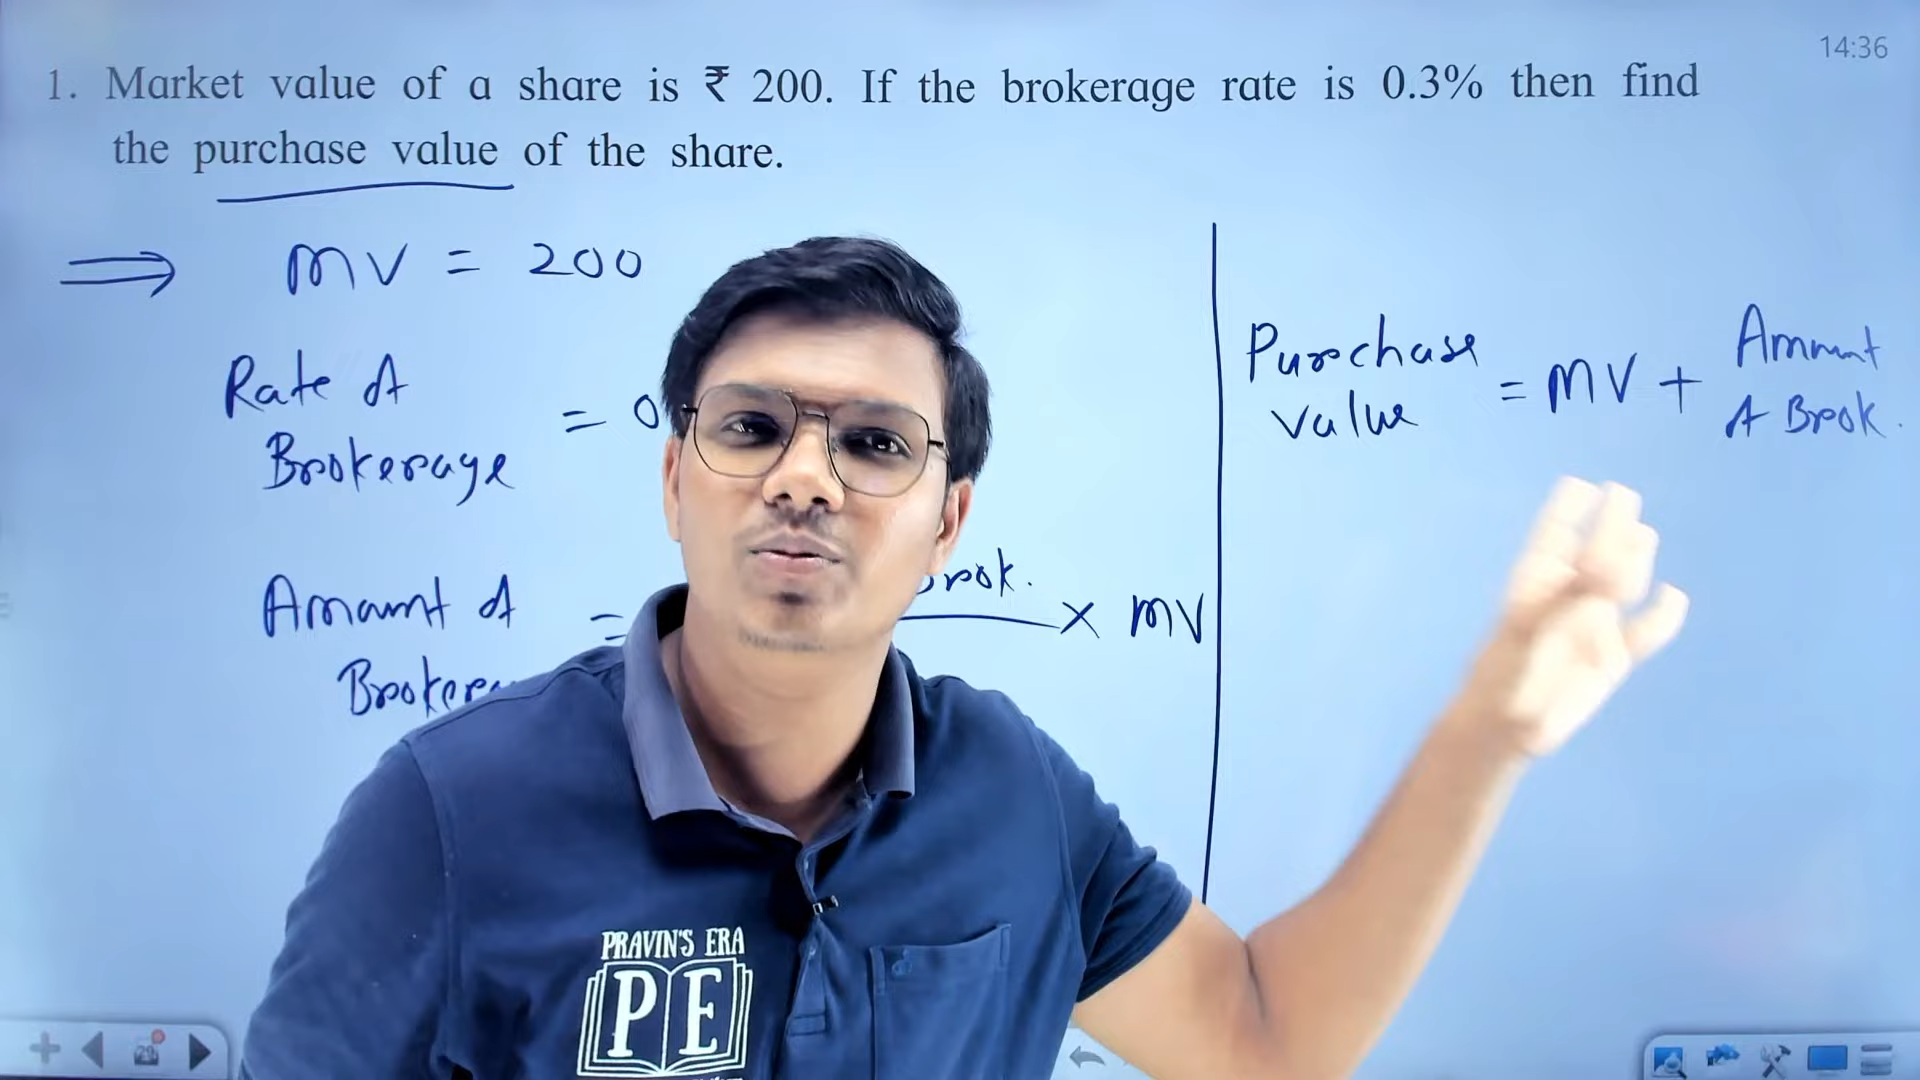 14:36
1. Market value of a share is ₹ 200. If the brokerage rate is 0.3% then find
the purchase value of the share.
MV = 200
Rate of
Brokerage
= 0
Amount of
Brokera
=
Brok.
× MV
Purchase
value
= MV +
Amount
of Brok.
PRAVIN'S ERA
PE
29